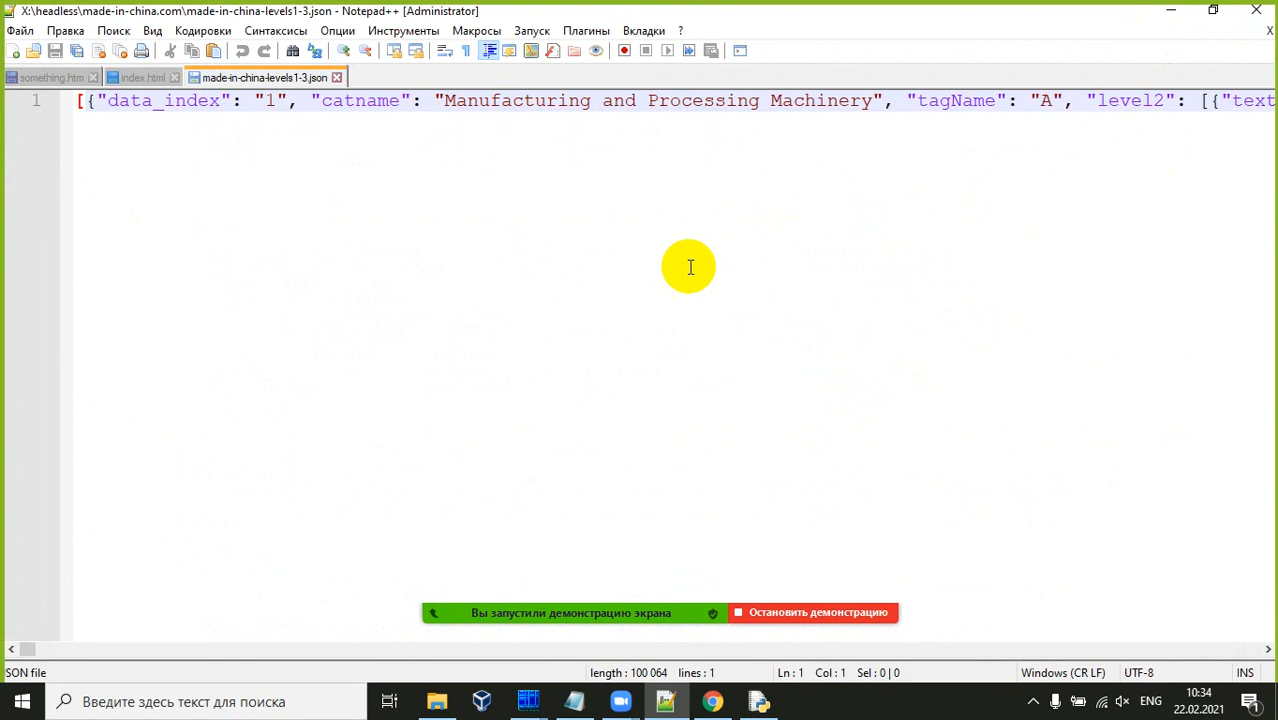 X:\headless\made-in-china.com\made-in-china-levels1-3.json - Notepad++ [Administrator]
Файл Правка Поиск Вид Кодировки Синтаксисы Опции Инструменты Макросы Запуск Плагины Вкладки ? X
something.htm index.html made-in-china-levels1-3.json
1 [{"data_index": "1", "catname": "Manufacturing and Processing Machinery", "tagName": "A", "level2": [{"text
Вы запустили демонстрацию экрана Остановить демонстрацию
SON file length : 100 064 lines : 1 Ln : 1 Col : 1 Sel : 0 | 0 Windows (CR LF) UTF-8 INS
Введите здесь текст для поиска ENG 10:34
22.02.2021 1